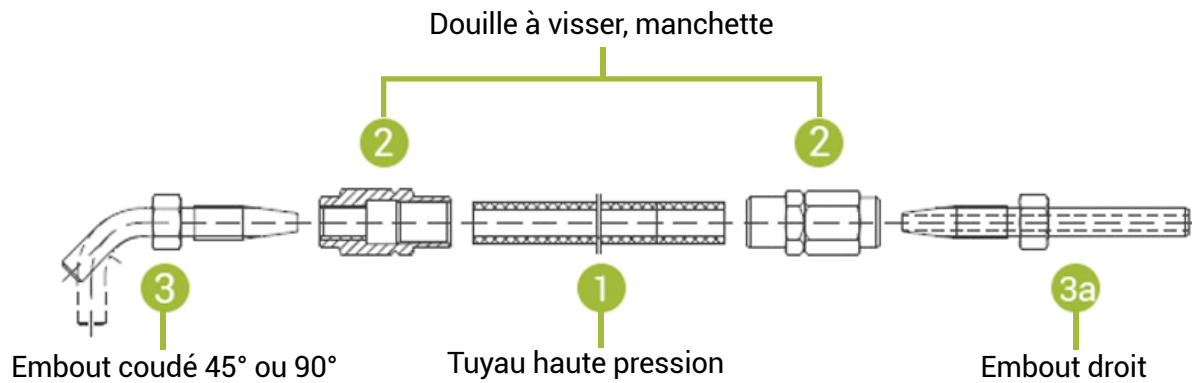 Douille à visser, manchette
2
2
3
1
3a
Embout coudé 45° ou 90°
Tuyau haute pression
Embout droit